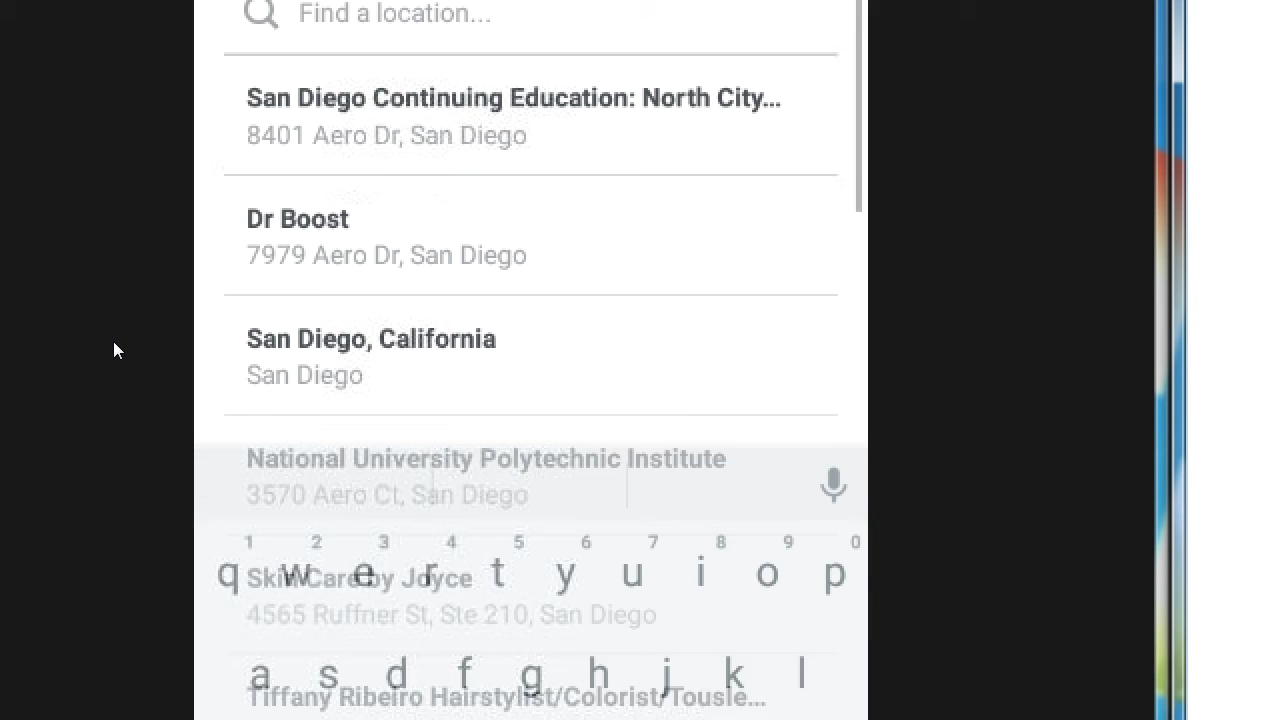 Find a location...
San Diego Continuing Education: North City...
8401 Aero Dr, San Diego
Dr Boost
7979 Aero Dr, San Diego
San Diego, California
San Diego
National University Polytechnic Institute
3570 Aero Ct, San Diego
1 2 3 4 5 6 7 8 9 0
q w e r t y u i o p
Skin Care by Joyce
4565 Ruffner St, Ste 210, San Diego
a s d f g h j k l
Tiffany Ribeiro Hairstylist/Colorist/Tousle...